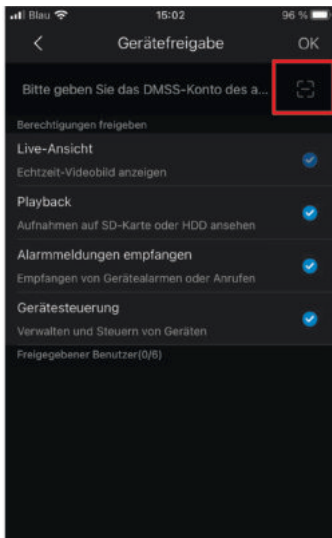 Blau 15:02 96 %
Gerätefreigabe OK
Bitte geben Sie das DMSS-Konto des a...
Berechtigungen freigeben
Live-Ansicht
Echtzeit-Videobild anzeigen
Playback
Aufnahmen auf SD-Karte oder HDD ansehen
Alarmmeldungen empfangen
Empfangen von Gerätealarmen oder Anrufen
Gerätesteuerung
Verwalten und Steuern von Geräten
Freigegebener Benutzer(0/6)